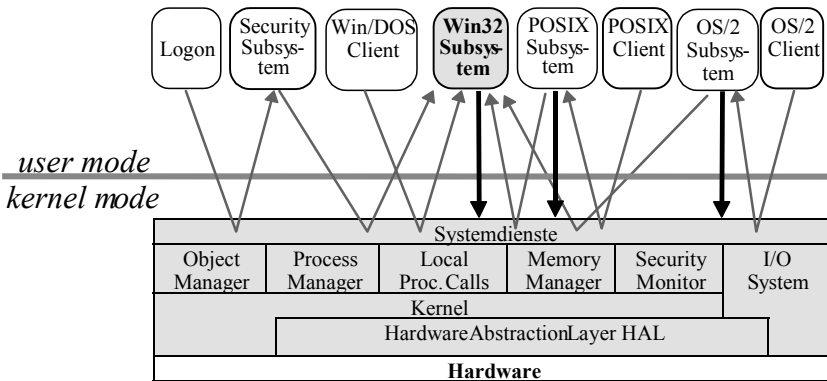 Logon
Security
Subsys-
tem
Win/DOS
Client
Win32
Subsys-
tem
POSIX
Subsys-
tem
POSIX
Client
OS/2
Subsys-
tem
OS/2
Client
user mode
kernel mode
Systemdienste
Object
Manager
Process
Manager
Local
Proc.Calls
Memory
Manager
Security
Monitor
I/O
System
Kernel
HardwareAbstractionLayer HAL
Hardware